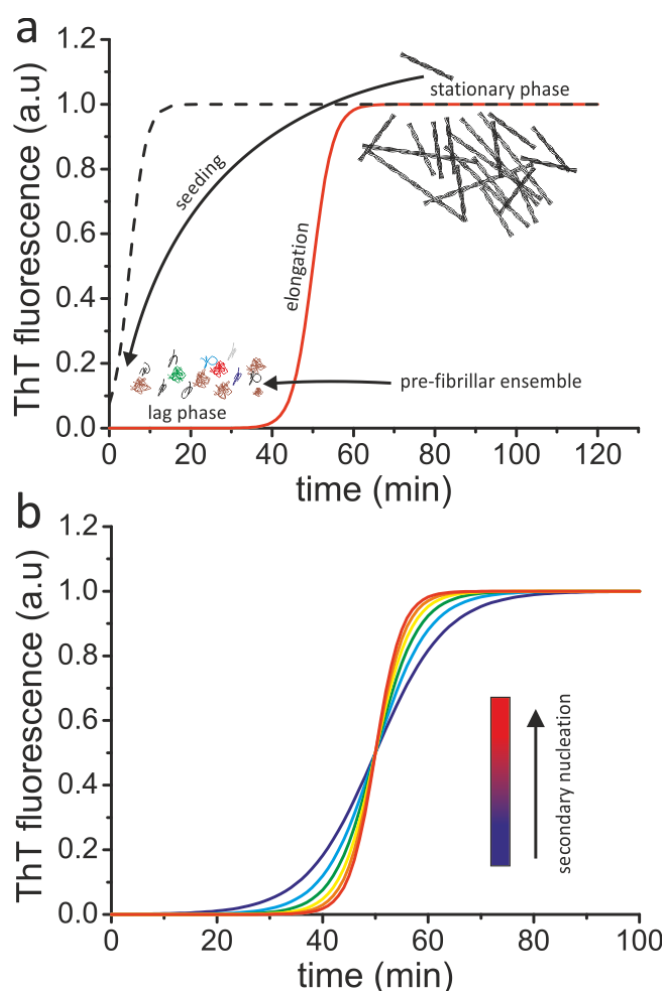 a
1.2
1.0
0.8
0.6
0.4
0.2
0.0
ThT fluorescence (a.u)
seeding
elongation
stationary phase
pre-fibrillar ensemble
lag phase
0 20 40 60 80 100 120
time (min)
b
1.2
1.0
0.8
0.6
0.4
0.2
0.0
ThT fluorescence (a.u)
secondary nucleation
0 20 40 60 80 100
time (min)